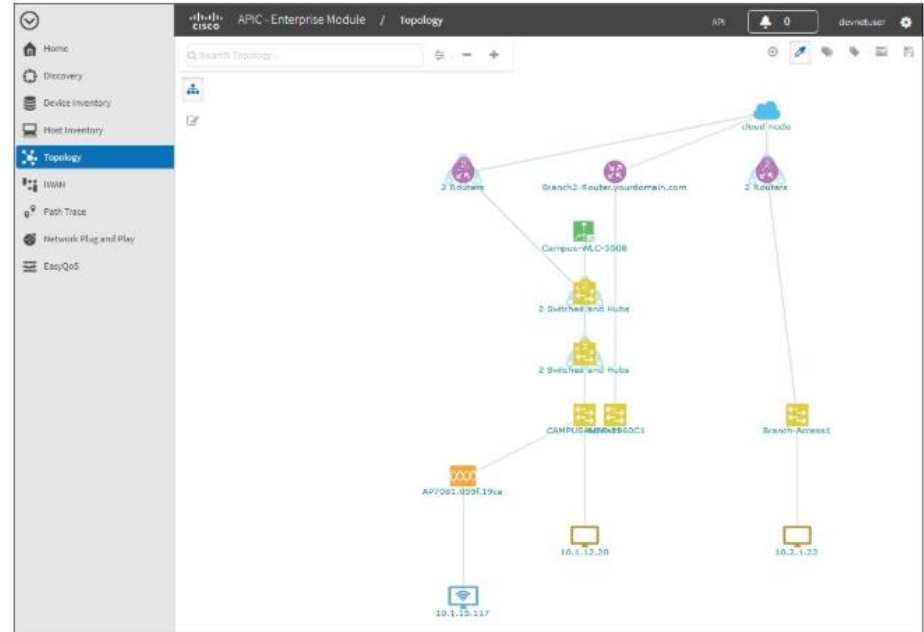 cisco APIC - Enterprise Module / Topology API 0 devnetuser
Home
Discovery
Device Inventory
Host Inventory
Topology
IWAN
Path Trace
Network Plug and Play
EasyQoS
Search Topology...
cloud node
2 Routers
Branch2-Router.yourdomain.com
2 Routers
Campus-WLC-5508
2 Switches and Hubs
2 Switches and Hubs
Branch-Access1
10.1.12.20
10.2.1.22
10.1.15.117